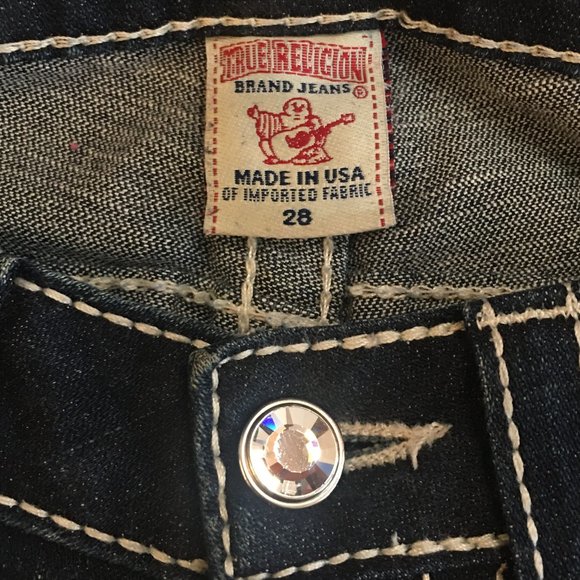 TRUE RELIGION
BRAND JEANS®
MADE IN USA
OF IMPORTED FABRIC
28